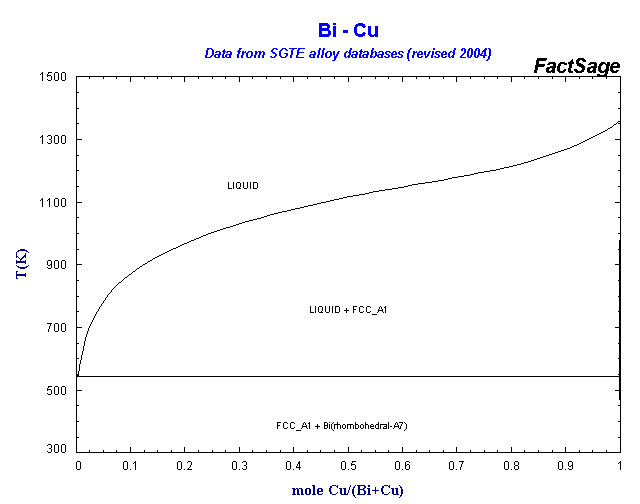 Bi - Cu
Data from SGTE alloy databases (revised 2004)
FactSage
1500
1300
1100
900
700
500
300
T(K)
LIQUID
LIQUID + FCC_A1
FCC_A1 + Bi(rhombohedral-A7)
0 0.1 0.2 0.3 0.4 0.5 0.6 0.7 0.8 0.9 1
mole Cu/(Bi+Cu)